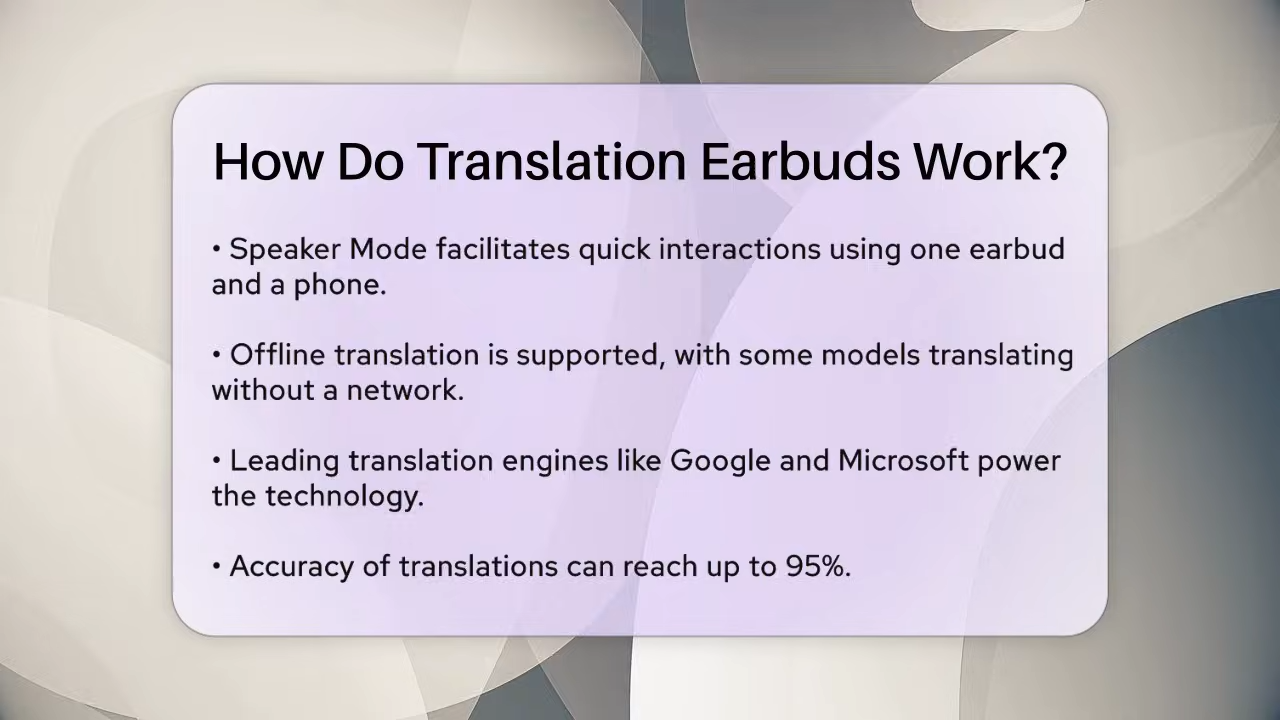 How Do Translation Earbuds Work?
• Speaker Mode facilitates quick interactions using one earbud
and a phone.
• Offline translation is supported, with some models translating
without a network.
• Leading translation engines like Google and Microsoft power
the technology.
• Accuracy of translations can reach up to 95%.